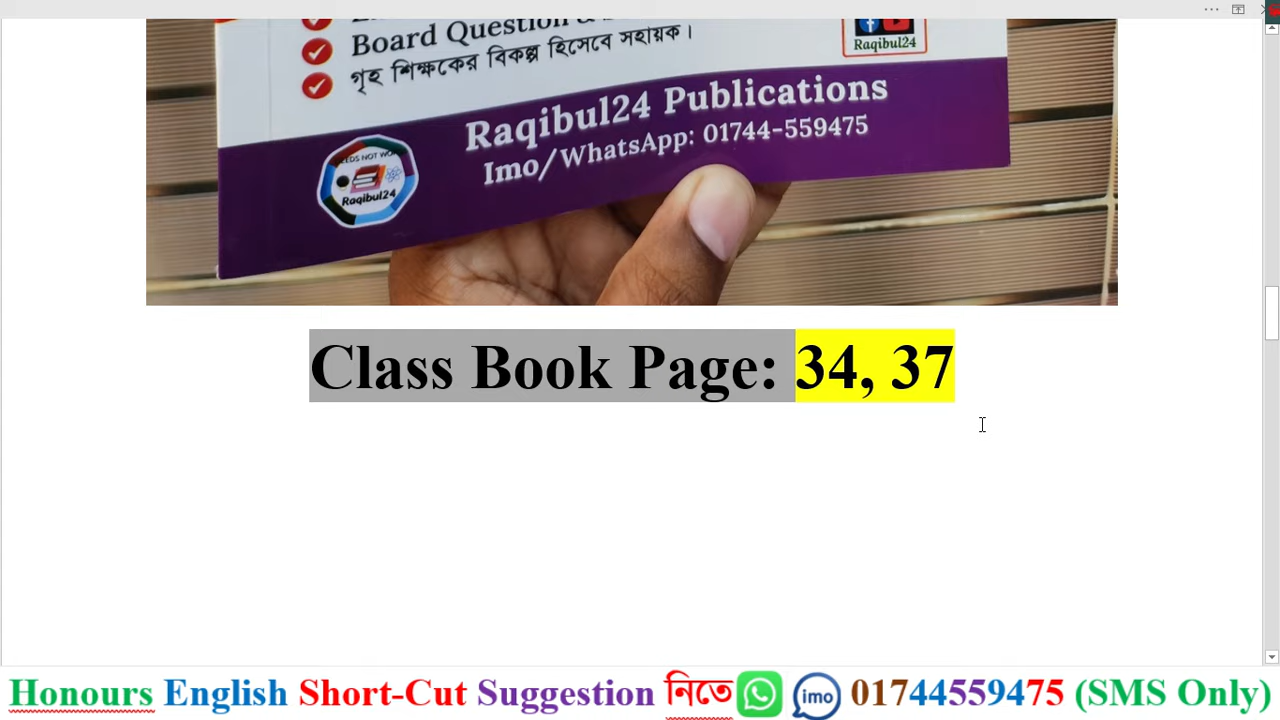 Board Question &
গৃহ শিক্ষকের বিকল্প হিসেবে সহায়ক।
Raqibul24
Raqibul24 Publications
Imo/WhatsApp: 01744-559475
Raqibul24
Class Book Page: 34, 37
Honours English Short-Cut Suggestion নিতে imo 01744559475 (SMS Only)